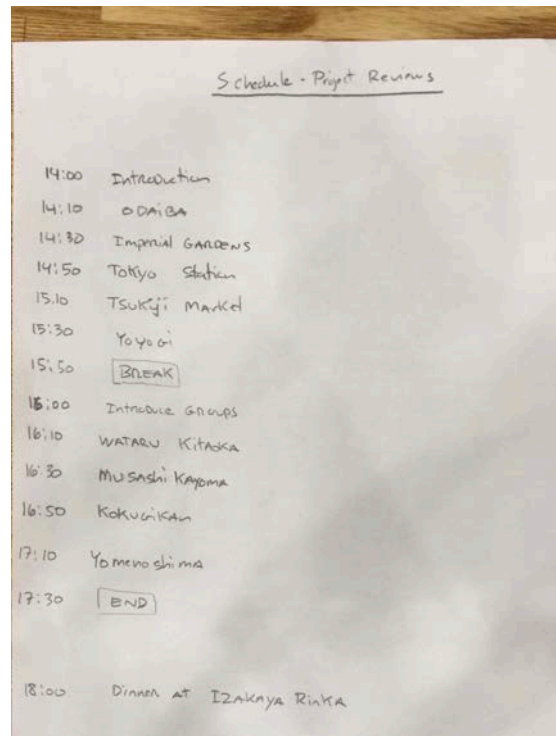 Schedule - Project Reviews
14:00 Introduction
14:10 ODAiBA
14:30 Imperial GARDENS
14:50 Tokyo Station
15.10 TSUKiji MARKet
15:30 Yoyogi
15:50 BREAK
16:00 Introduce Groups
16:10 WATARU KiTAOKA
16:30 MUSAShi KAYOMA
16:50 KOKUGiKAn
17:10 Yomenoshima
17:30 END
18:00 Dinner AT IZAKAYA RinKA